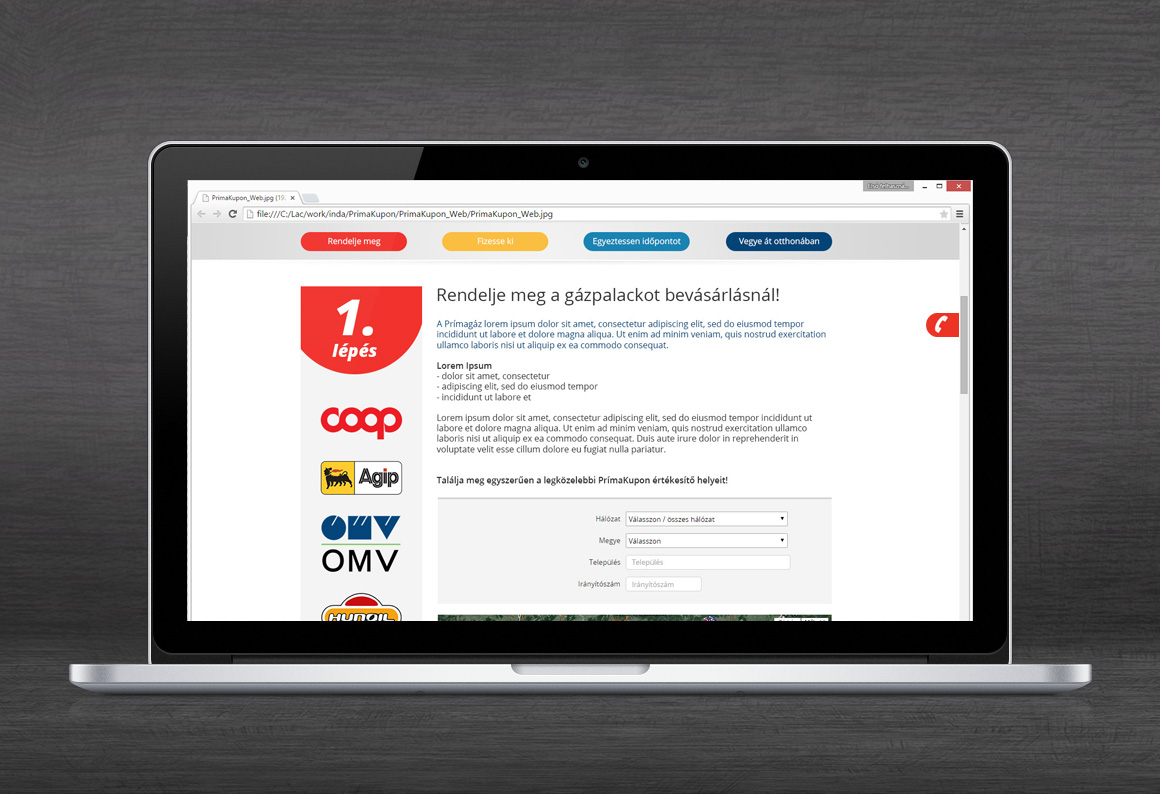 PrimaKupon_Web.jpg (19
file:///C:/Lac/work/inda/PrimaKupon/PrimaKupon_Web/PrimaKupon_Web.jpg
Rendelje meg
Fizesse ki
Egyeztessen időpontot
Vegye át otthonában
1.
lépés
Rendelje meg a gázpalackot bevásárlásnál!
A Prímagáz lorem ipsum dolor sit amet, consectetur adipiscing elit, sed do eiusmod tempor
incididunt ut labore et dolore magna aliqua. Ut enim ad minim veniam, quis nostrud exercitation
ullamco laboris nisi ut aliquip ex ea commodo consequat.
Lorem Ipsum
- dolor sit amet, consectetur
- adipiscing elit, sed do eiusmod tempor
- incididunt ut labore et
Lorem ipsum dolor sit amet, consectetur adipiscing elit, sed do eiusmod tempor incididunt ut
labore et dolore magna aliqua. Ut enim ad minim veniam, quis nostrud exercitation ullamco
laboris nisi ut aliquip ex ea commodo consequat. Duis aute irure dolor in reprehenderit in
voluptate velit esse cillum dolore eu fugiat nulla pariatur.
Találja meg egyszerűen a legközelebbi PrímaKupon értékesítő helyeit!
Hálózat Válasszon / összes hálózat
Megye Válasszon
Település Település
Irányítószám Irányítószám
coop
Agip
OMV
OMV